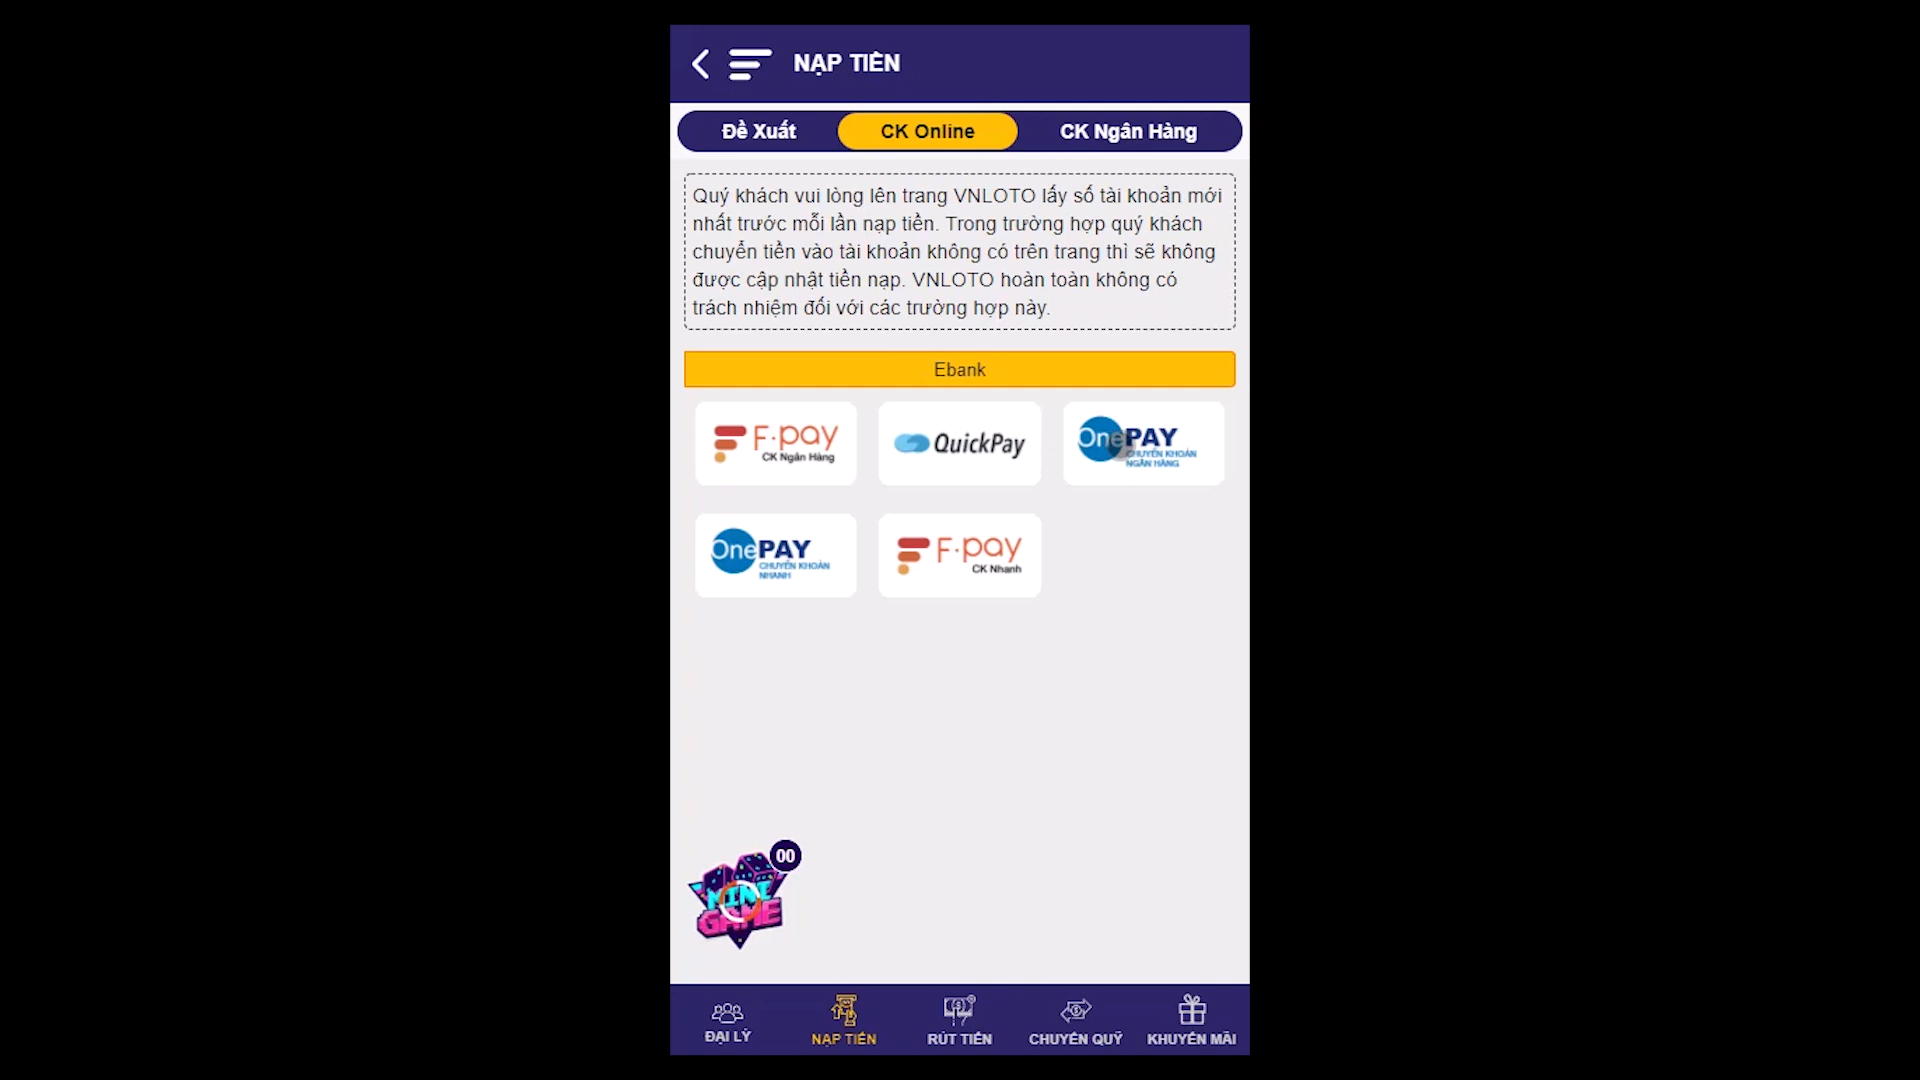 NẠP TIỀN
Đề Xuất
CK Online
CK Ngân Hàng
Quý khách vui lòng lên trang VNLOTO lấy số tài khoản mới
nhất trước mỗi lần nạp tiền. Trong trường hợp quý khách
chuyển tiền vào tài khoản không có trên trang thì sẽ không
được cập nhật tiền nạp. VNLOTO hoàn toàn không có
trách nhiệm đối với các trường hợp này.
Ebank
F·pay
CK Ngân Hàng
QuickPay
OnePAY
CHUYỂN KHOẢN
NGÂN HÀNG
OnePAY
CHUYỂN KHOẢN
NHANH
F·pay
CK Nhanh
00
MINI
GAME
ĐẠI LÝ
NẠP TIỀN
RÚT TIỀN
CHUYỂN QUỸ
KHUYẾN MÃI